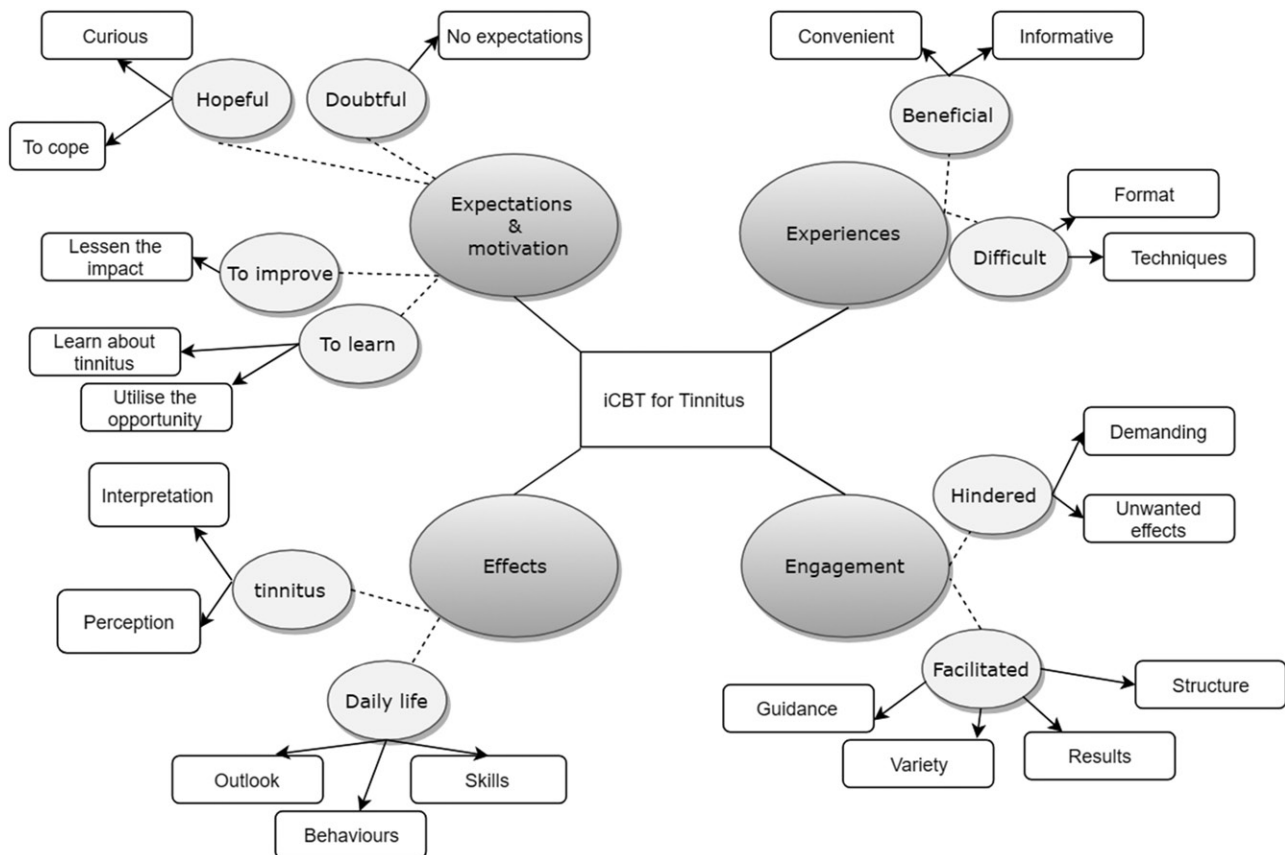 Curious
No expectations
Hopeful
Doubtful
To cope
Expectations
&
motivation
Lessen the
impact
To improve
To learn
Learn about
tinnitus
Utilise the
opportunity
Convenient
Informative
Beneficial
Experiences
Format
Difficult
Techniques
iCBT for Tinnitus
Interpretation
Effects
tinnitus
Perception
Daily life
Outlook
Skills
Behaviours
Demanding
Hindered
Unwanted
effects
Engagement
Facilitated
Structure
Guidance
Variety
Results